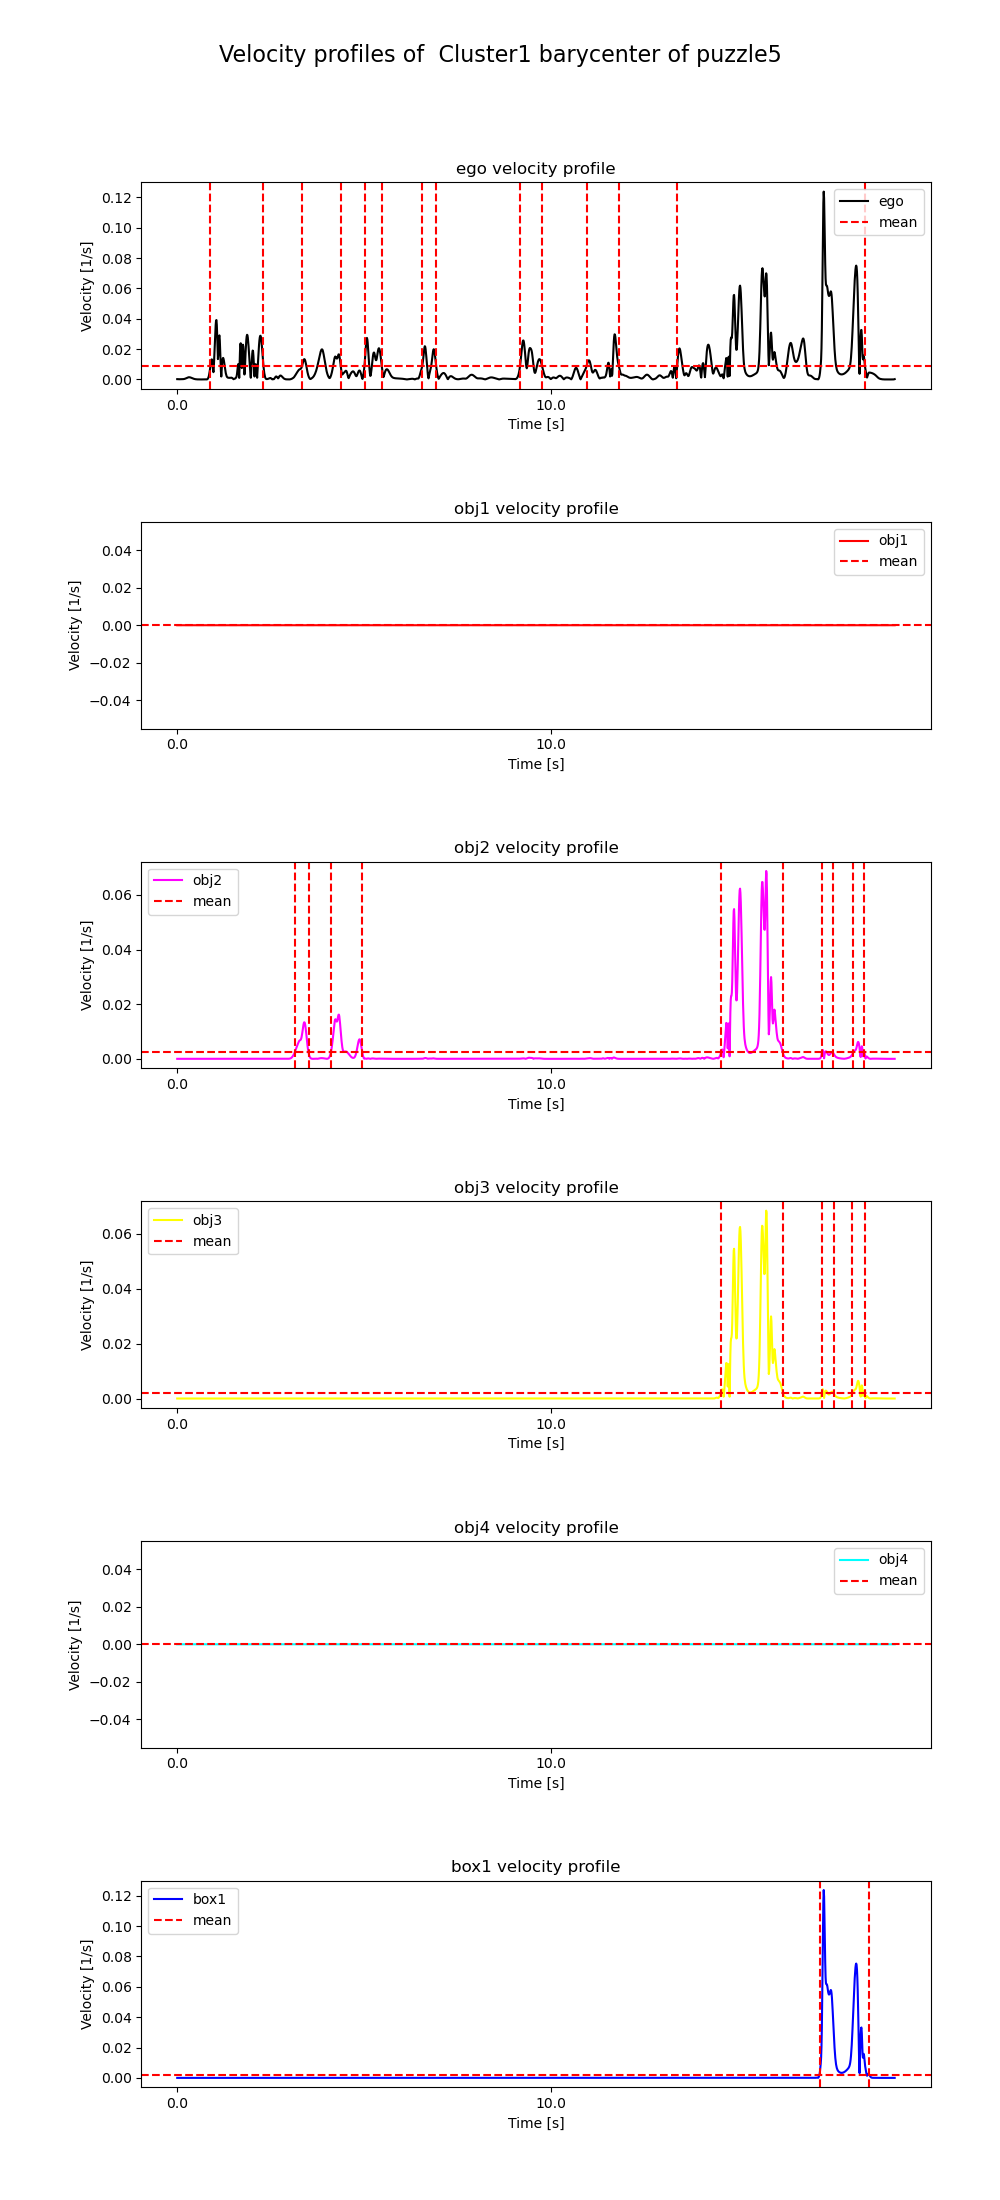 Velocity profiles of  Cluster1 barycenter of puzzle5
ego velocity profile
Velocity [1/s]
0.12
0.10
0.08
0.06
0.04
0.02
0.00
ego
mean
0.0
10.0
Time [s]
obj1 velocity profile
Velocity [1/s]
0.04
0.02
0.00
−0.02
−0.04
obj1
mean
0.0
10.0
Time [s]
obj2 velocity profile
Velocity [1/s]
0.06
0.04
0.02
0.00
obj2
mean
0.0
10.0
Time [s]
obj3 velocity profile
Velocity [1/s]
0.06
0.04
0.02
0.00
obj3
mean
0.0
10.0
Time [s]
obj4 velocity profile
Velocity [1/s]
0.04
0.02
0.00
−0.02
−0.04
obj4
mean
0.0
10.0
Time [s]
box1 velocity profile
Velocity [1/s]
0.12
0.10
0.08
0.06
0.04
0.02
0.00
box1
mean
0.0
10.0
Time [s]